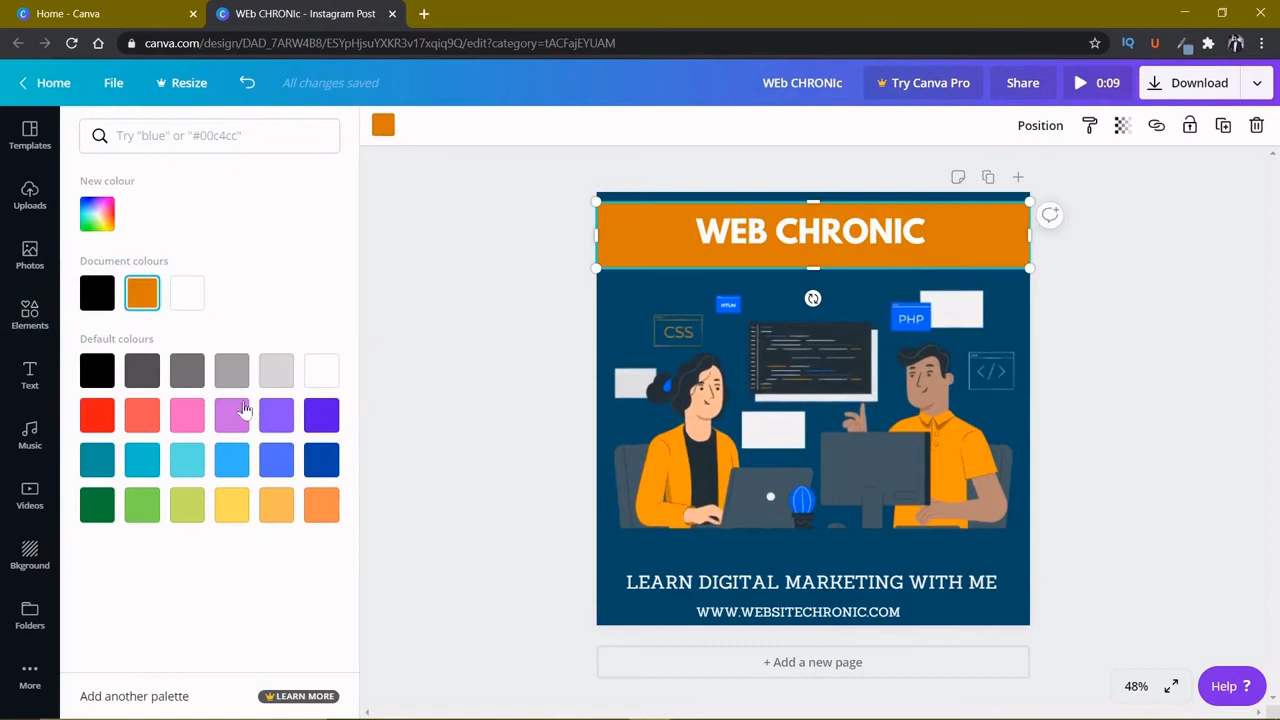 Home - Canva
WEb CHRONIc - Instagram Post
canva.com/design/DAD_7ARW4B8/ESYpHjsuYXKR3v17xqiq9Q/edit?category=tACFajEYUAM
Home
File
Resize
All changes saved
WEB CHRONIc
Try Canva Pro
Share
0:09
Download
Templates
Uploads
Photos
Elements
Text
Music
Videos
Bkground
Folders
More
Try "blue" or "#00c4cc"
New colour
Document colours
Default colours
Add another palette
LEARN MORE
Position
WEB CHRONIC
CSS
PHP
</>
LEARN DIGITAL MARKETING WITH ME
WWW.WEBSITECHRONIC.COM
+ Add a new page
48%
Help ?